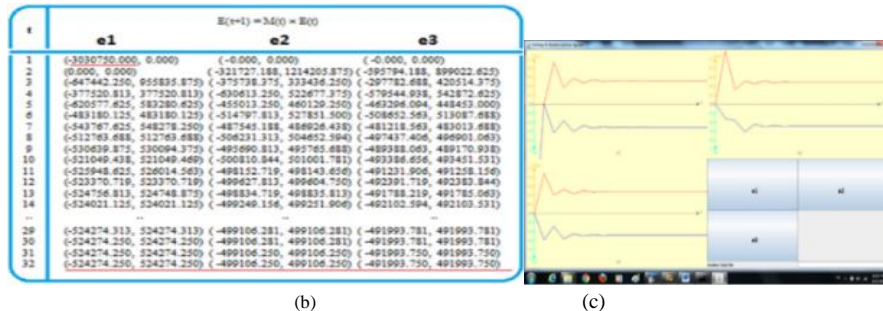 E(t+1) = M(t) × E(t)
t e1 e2 e3
1 (-3030750.000, 0.000) ( -0.000, 0.000) ( -0.000, 0.000)
2 (0.000, 0.000) ( -321727.188, 1214205.875) ( -595794.188, 899022.625)
3 (-647442.250, 955835.875) ( -375738.375, 333436.250) ( -297782.688, 420514.375)
4 (-377520.813, 377520.813) ( -630613.250, 522677.375) ( -579544.938, 542872.625)
5 (-620577.625, 583280.625) ( -455013.250, 460129.250) ( -463296.094, 448453.000)
6 (-483180.125, 483180.125) ( -514797.813, 527851.500) ( -508652.563, 513087.688)
7 (-543767.625, 548278.250) ( -487545.188, 486926.438) ( -481218.563, 483013.688)
8 (-512763.688, 512763.688) ( -506231.313, 504652.594) ( -497437.406, 496901.063)
9 (-530639.875, 530094.375) ( -495690.813, 495765.688) ( -489388.063, 489170.938)
10 (-521049.438, 521049.469) ( -500810.844, 501001.781) ( -493386.656, 493451.531)
11 (-525948.625, 526014.563) ( -498152.719, 498143.656) ( -491231.906, 491258.156)
12 (-523370.719, 523370.719) ( -499627.813, 499604.750) ( -492391.719, 492383.844)
13 (-524756.813, 524748.875) ( -498834.719, 498835.813) ( -491788.219, 491785.063)
14 (-524021.125, 524021.125) ( -499249.156, 499251.906) ( -492102.594, 492103.531)
... ... ... ...
29 (-524274.313, 524274.313) ( -499106.281, 499106.281) ( -491993.781, 491993.781)
30 (-524274.250, 524274.250) ( -499106.281, 499106.281) ( -491993.781, 491993.781)
31 (-524274.250, 524274.250) ( -499106.250, 499106.250) ( -491993.750, 491993.750)
32 (-524274.250, 524274.250) ( -499106.250, 499106.250) ( -491993.750, 491993.750)
e1
e2
e3
(b) (c)